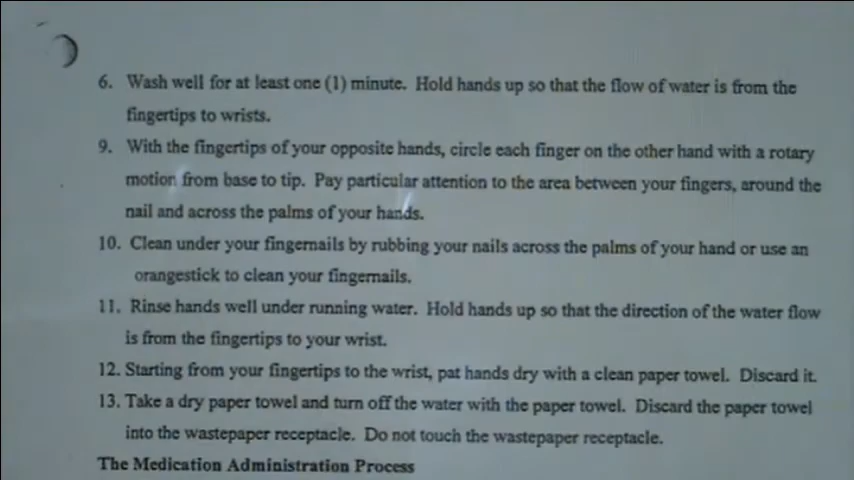 6. Wash well for at least one (1) minute. Hold hands up so that the flow of water is from the
fingertips to wrists.
9. With the fingertips of your opposite hands, circle each finger on the other hand with a rotary
motion from base to tip. Pay particular attention to the area between your fingers, around the
nail and across the palms of your hands.
10. Clean under your fingernails by rubbing your nails across the palms of your hand or use an
orangestick to clean your fingernails.
11. Rinse hands well under running water. Hold hands up so that the direction of the water flow
is from the fingertips to your wrist.
12. Starting from your fingertips to the wrist, pat hands dry with a clean paper towel. Discard it.
13. Take a dry paper towel and turn off the water with the paper towel. Discard the paper towel
into the wastepaper receptacle. Do not touch the wastepaper receptacle.
The Medication Administration Process